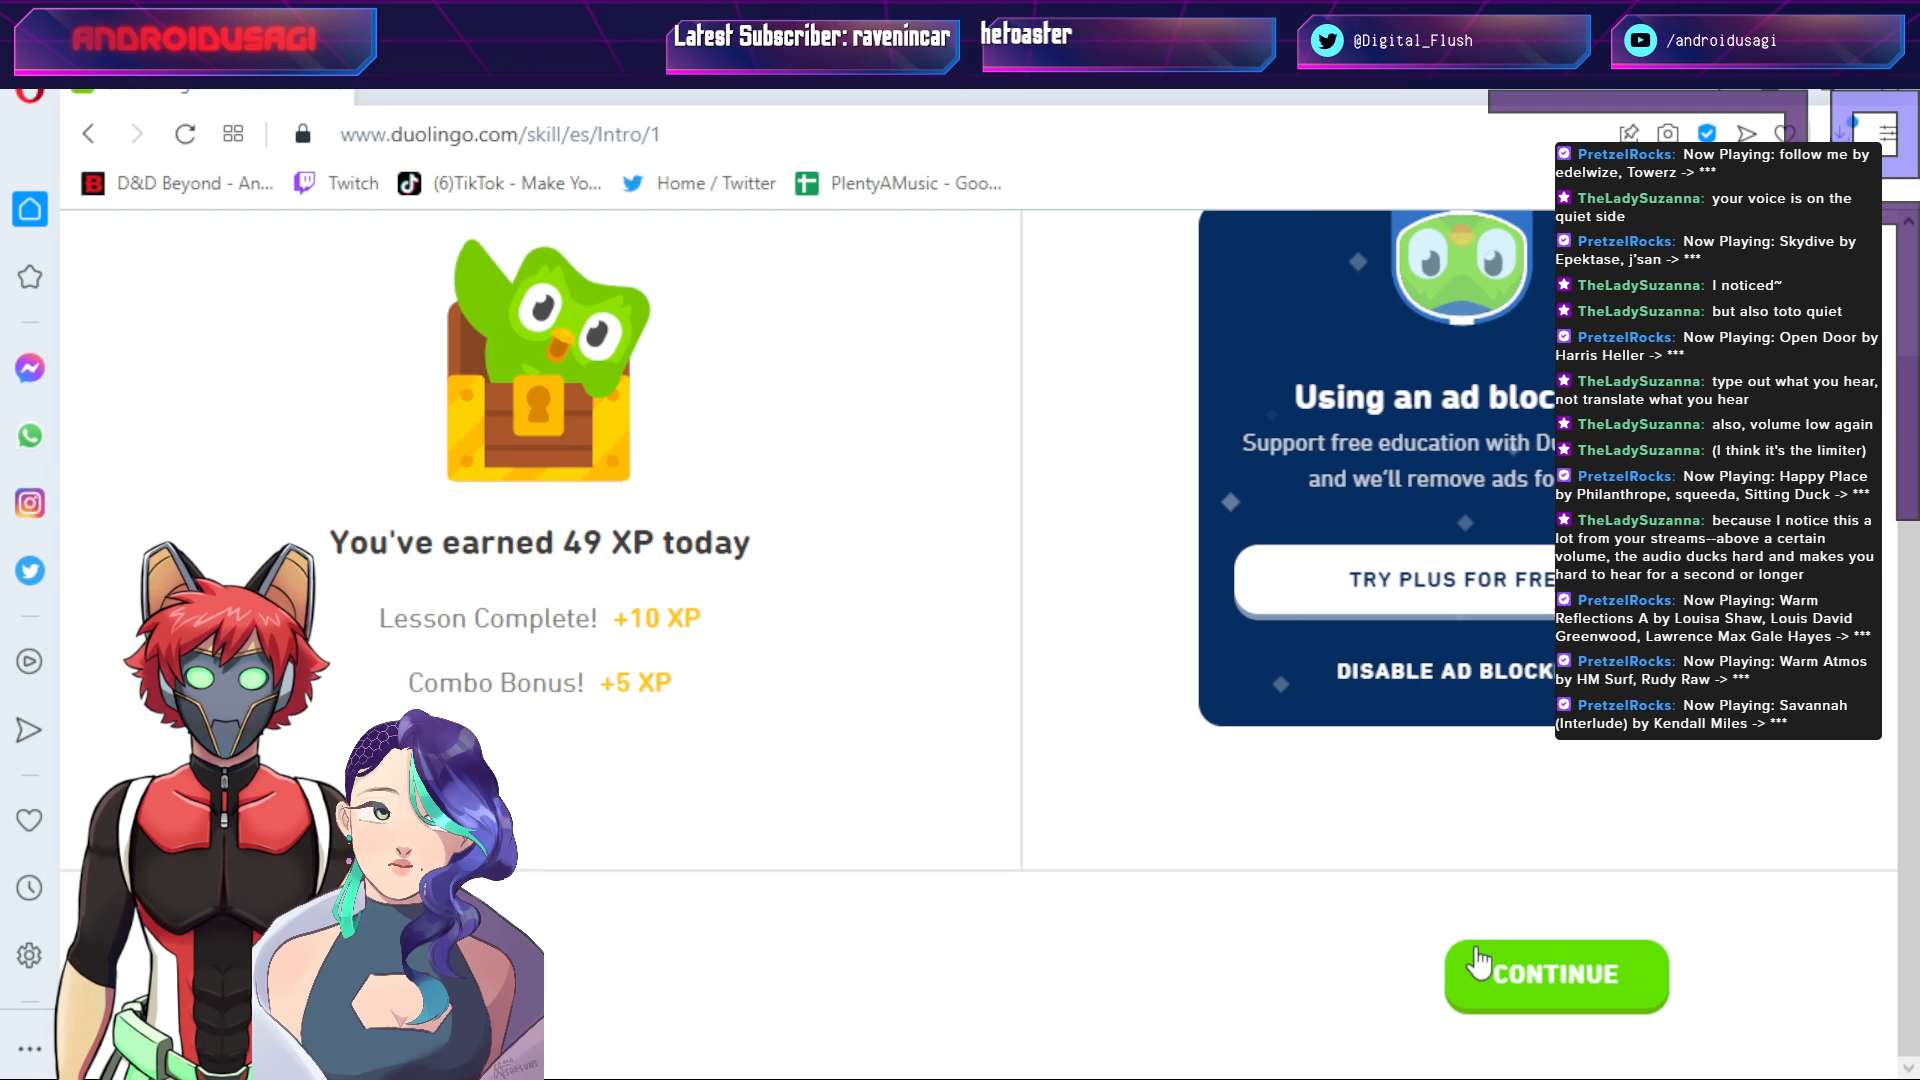 ANDROIDUSAGI
Latest Subscriber: ravenincar
hetoaster
@Digital_Flush
/androidusagi
www.duolingo.com/skill/es/Intro/1
D&D Beyond - An...
Twitch
(6)TikTok - Make Yo...
Home / Twitter
PlentyAMusic - Goo...
You've earned 49 XP today
Lesson Complete! +10 XP
Combo Bonus! +5 XP
Using an ad bloc
Support free education with Du
and we'll remove ads fo
TRY PLUS FOR FRE
DISABLE AD BLOCK
CONTINUE
PretzelRocks: Now Playing: follow me by
edelwize, Towerz -> ***
TheLadySuzanna: your voice is on the
quiet side
PretzelRocks: Now Playing: Skydive by
Epektase, j'san -> ***
TheLadySuzanna: I noticed~
TheLadySuzanna: but also toto quiet
PretzelRocks: Now Playing: Open Door by
Harris Heller -> ***
TheLadySuzanna: type out what you hear,
not translate what you hear
TheLadySuzanna: also, volume low again
TheLadySuzanna: (I think it's the limiter)
PretzelRocks: Now Playing: Happy Place
by Philanthrope, squeeda, Sitting Duck -> ***
TheLadySuzanna: because I notice this a
lot from your streams--above a certain
volume, the audio ducks hard and makes you
hard to hear for a second or longer
PretzelRocks: Now Playing: Warm
Reflections A by Louisa Shaw, Louis David
Greenwood, Lawrence Max Gale Hayes -> ***
PretzelRocks: Now Playing: Warm Atmos
by HM Surf, Rudy Raw -> ***
PretzelRocks: Now Playing: Savannah
(Interlude) by Kendall Miles -> ***